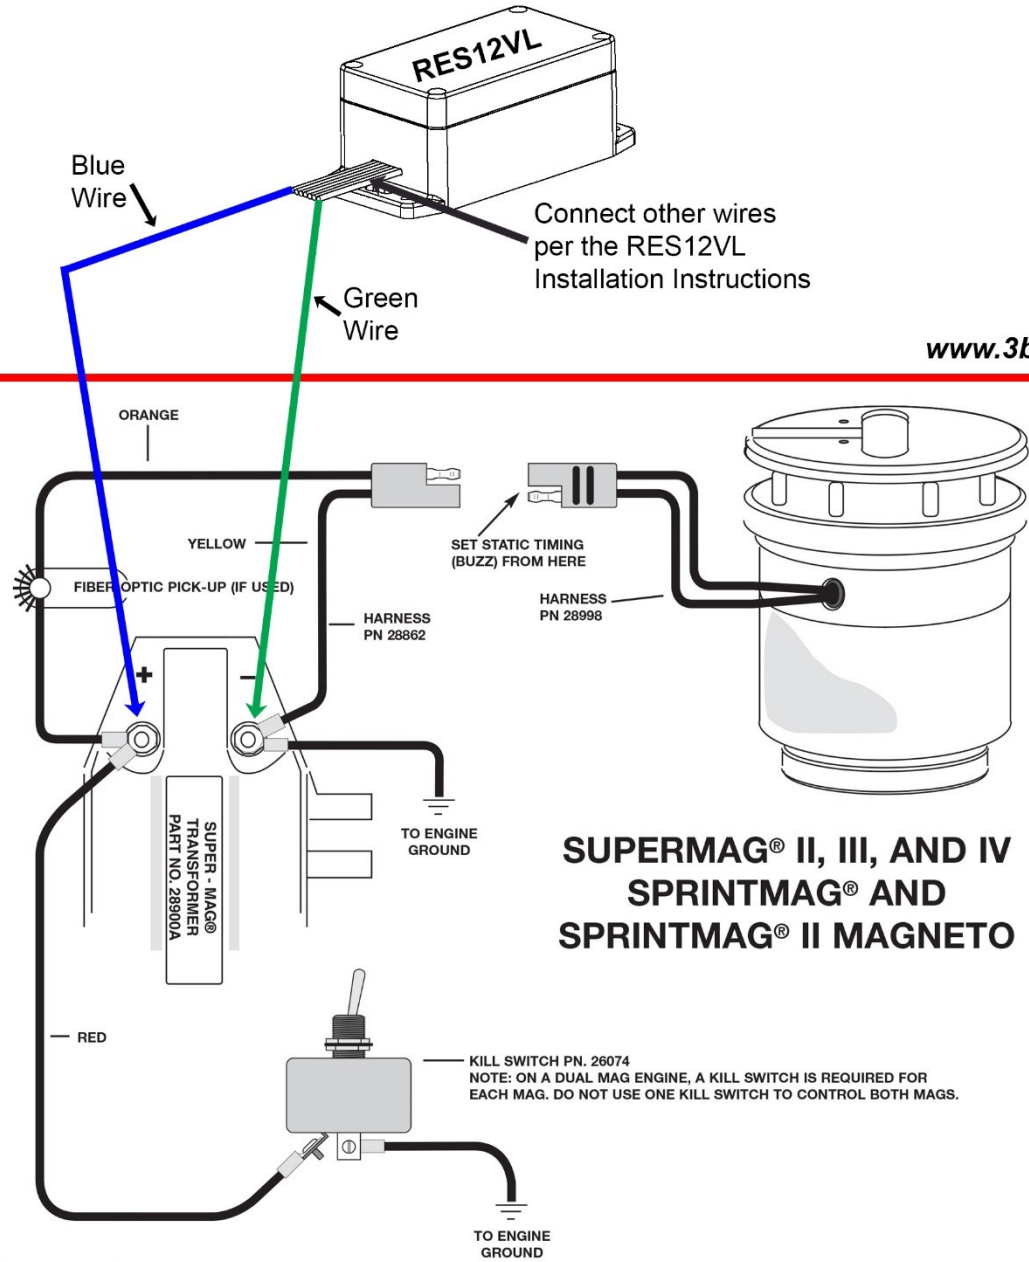 RES12VL
Blue
Wire
Connect other wires
per the RES12VL
Installation Instructions
Green
Wire
www.3b
ORANGE
YELLOW
SET STATIC TIMING
(BUZZ) FROM HERE
FIBER OPTIC PICK-UP (IF USED)
HARNESS
PN 28862
HARNESS
PN 28998
+
−
SUPER - MAG®
TRANSFORMER
PART NO. 28900A
TO ENGINE
GROUND
SUPERMAG® II, III, AND IV
SPRINTMAG® AND
SPRINTMAG® II MAGNETO
RED
KILL SWITCH PN. 26074
NOTE: ON A DUAL MAG ENGINE, A KILL SWITCH IS REQUIRED FOR
EACH MAG. DO NOT USE ONE KILL SWITCH TO CONTROL BOTH MAGS.
TO ENGINE
GROUND